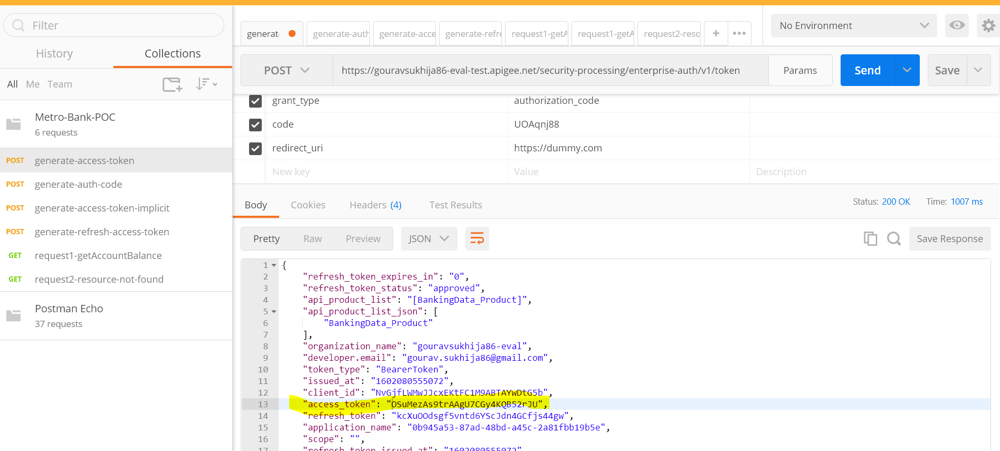 Filter
History Collections
All Me Team
Metro-Bank-POC
6 requests
POST generate-access-token
POST generate-auth-code
POST generate-access-token-implicit
POST generate-refresh-access-token
GET request1-getAccountBalance
GET request2-resource-not-found
Postman Echo
37 requests
generate generate-auth generate-acce generate-refre request1-getA request1-getA request2-reso + •••
No Environment
POST https://gouravsukhija86-eval-test.apigee.net/security-processing/enterprise-auth/v1/token Params Send Save
grant_type authorization_code
code UOAqnj88
redirect_uri https://dummy.com
New key Value Description
Body Cookies Headers (4) Test Results Status: 200 OK Time: 1007 ms
Pretty Raw Preview JSON Save Response
1 {
2 "refresh_token_expires_in": "0",
3 "refresh_token_status": "approved",
4 "api_product_list": "[BankingData_Product]",
5 "api_product_list_json": [
6 "BankingData_Product"
7 ],
8 "organization_name": "gouravsukhija86-eval",
9 "developer.email": "gourav.sukhija86@gmail.com",
10 "token_type": "BearerToken",
11 "issued_at": "1602080555072",
12 "client_id": "NvGjfLWMwJJcxEKtFC1M9ABTAYwDtG5b",
13 "access_token": "OSuMezAs9trAAgU7CGy4KQB52rJU",
14 "refresh_token": "kcXuOOdsgf5vntd6YScJdn4GCfjs44gw",
15 "application_name": "0b945a53-87ad-48bd-a45c-2a81fbb19b5e",
16 "scope": "",
17 "refresh_token_issued_at": "1602080555072",